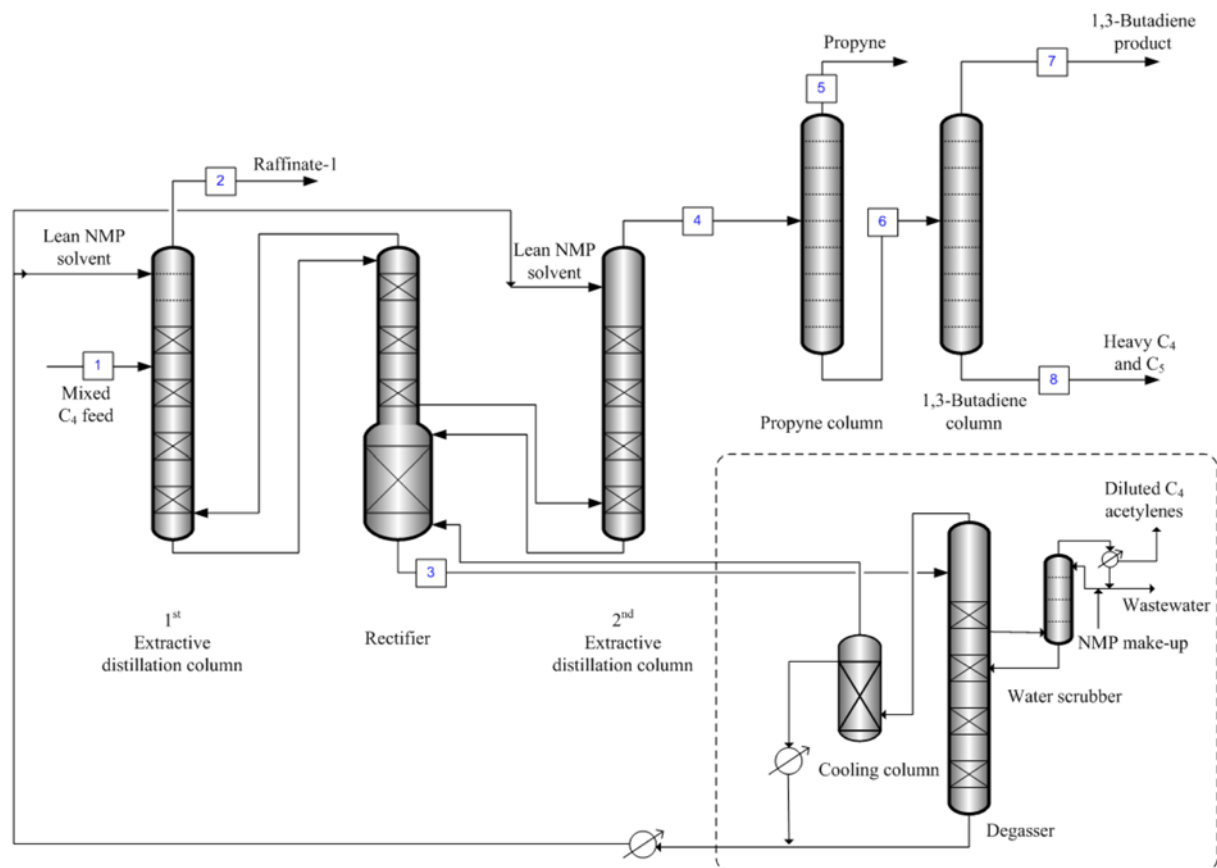 Propyne
1,3-Butadiene
product
5
7
Raffinate-1
2
Lean NMP
solvent
Lean NMP
solvent
4
6
1
Mixed
C₄ feed
Heavy C₄
and C₅
8
Propyne column
1,3-Butadiene
column
3
Diluted C₄
acetylenes
Wastewater
NMP make-up
1st
Extractive
distillation column
Rectifier
2nd
Extractive
distillation column
Water scrubber
Cooling column
Degasser